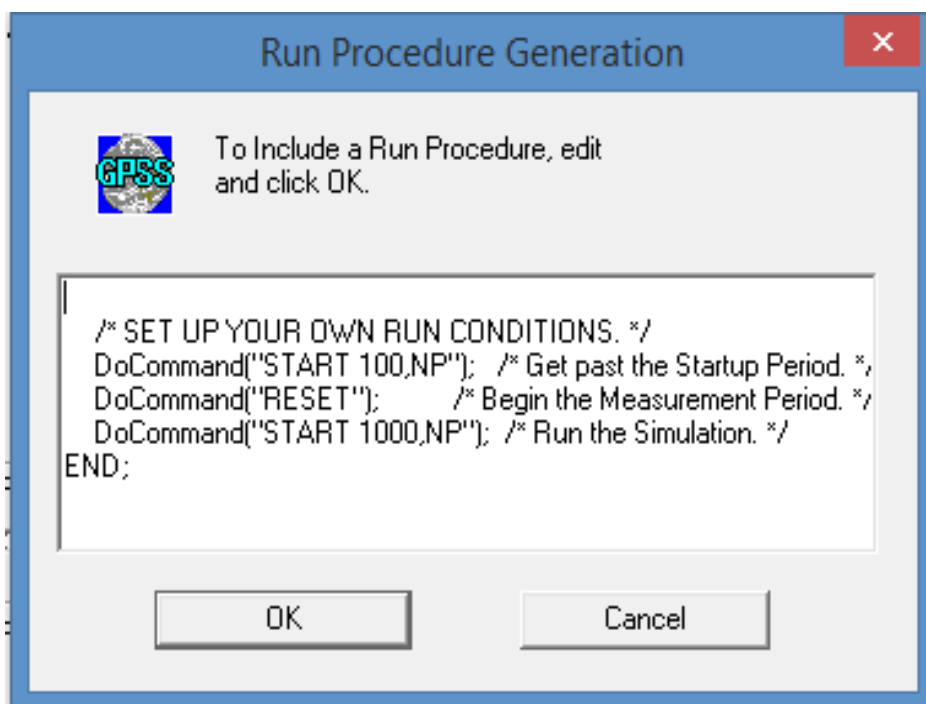 Run Procedure Generation
GPSS
To Include a Run Procedure, edit
and click OK.
/* SET UP YOUR OWN RUN CONDITIONS. */
DoCommand("START 100,NP"); /* Get past the Startup Period. */
DoCommand("RESET"); /* Begin the Measurement Period. */
DoCommand("START 1000,NP"); /* Run the Simulation. */
END;
OK
Cancel